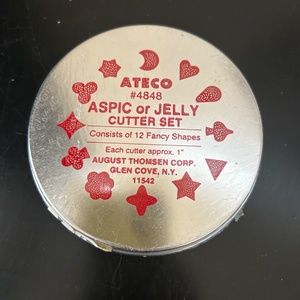 ATECO
#4848
ASPIC or JELLY
CUTTER SET
Consists of 12 Fancy Shapes
Each cutter approx. 1"
AUGUST THOMSEN CORP.
GLEN COVE, N.Y.
11542